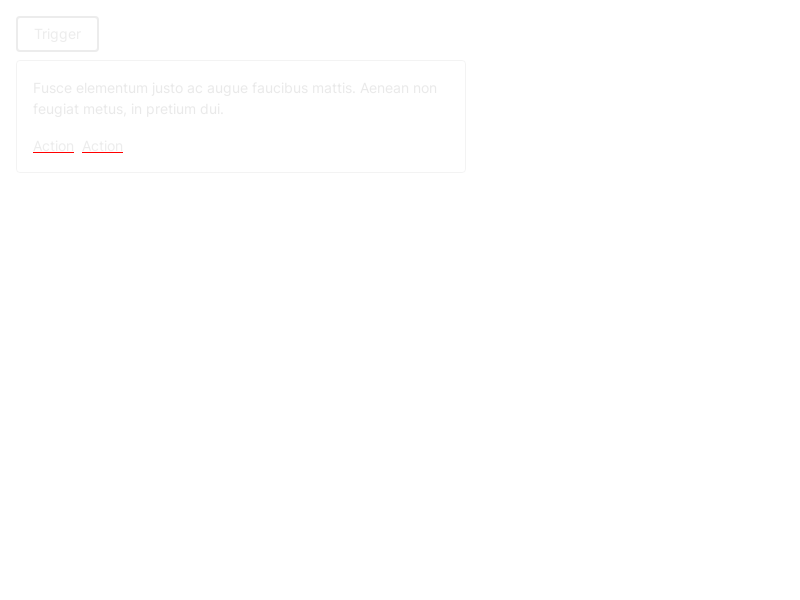 Trigger
Fusce elementum justo ac augue faucibus mattis. Aenean non
feugiat metus, in pretium dui.
Action Action